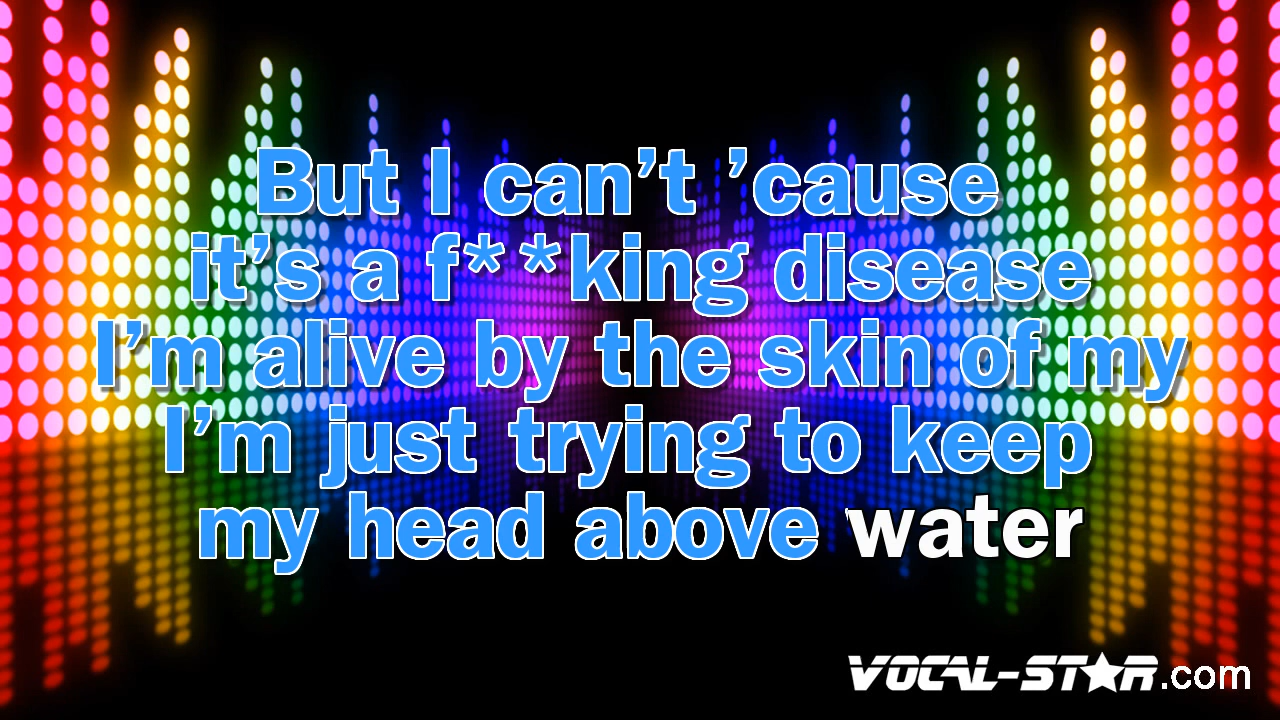 But I can’t ’cause
it’s a f**king disease
I’m alive by the skin of my
I’m just trying to keep
my head above water
VOCAL-STAR.com